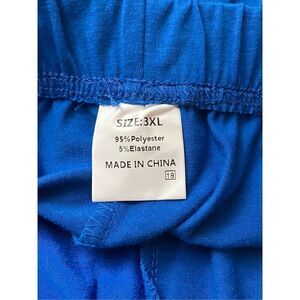 SIZE:3XL
95%Polyester
5%Elastane
MADE IN CHINA
19